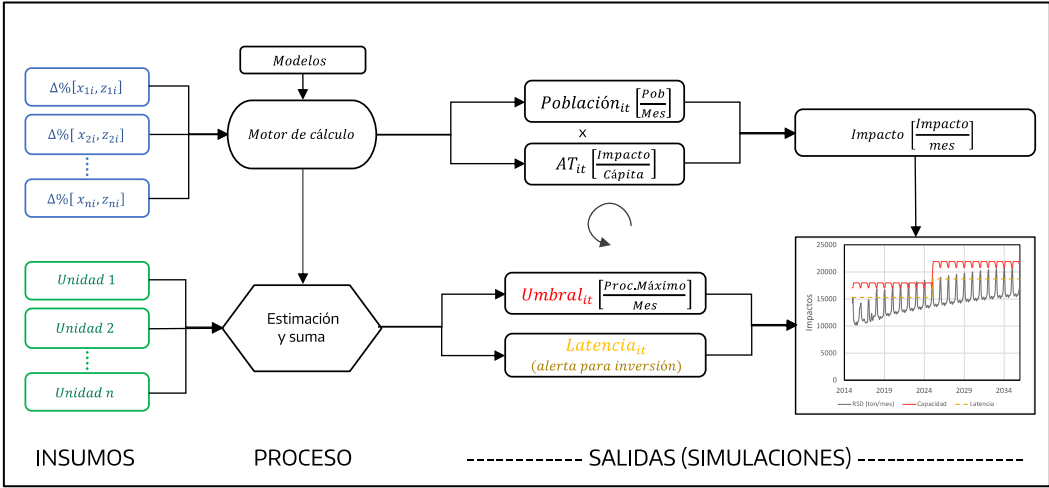 Modelos
Δ%[x₁ᵢ, z₁ᵢ]
Δ%[ x₂ᵢ, z₂ᵢ]
Δ%[ xₙᵢ, zₙᵢ]
Motor de cálculo
Población_it [Pob/Mes]
x
AT_it [Impacto/Cápita]
Impacto [Impacto/mes]
Unidad 1
Unidad 2
Unidad n
Estimación
y suma
Umbral_it [Proc.Máximo/Mes]
Latencia_it
(alerta para inversión)
25000
20000
15000
10000
5000
0
Impactos
2014 2019 2024 2029 2034
RSD (ton/mes) Capacidad Latencia
INSUMOS PROCESO SALIDAS (SIMULACIONES)